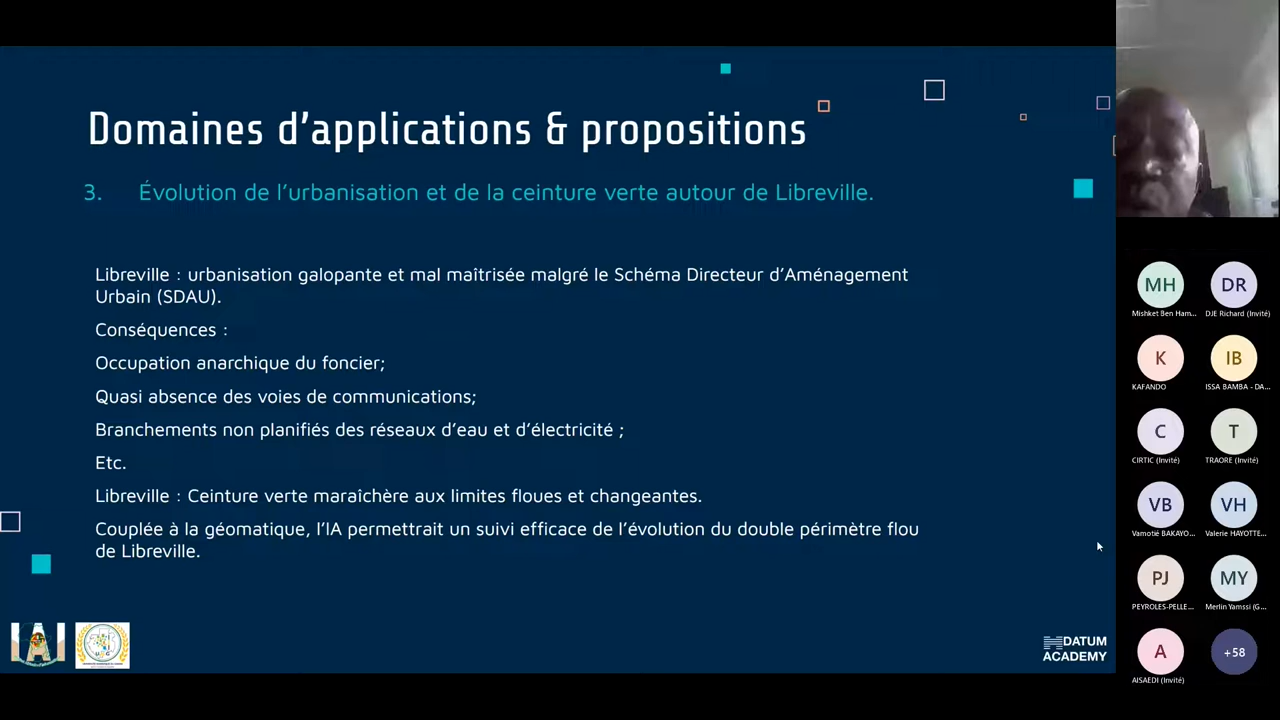 Domaines d’applications & propositions
3. Évolution de l’urbanisation et de la ceinture verte autour de Libreville.
Libreville : urbanisation galopante et mal maîtrisée malgré le Schéma Directeur d’Aménagement
Urbain (SDAU).
Conséquences :
Occupation anarchique du foncier;
Quasi absence des voies de communications;
Branchements non planifiés des réseaux d’eau et d’électricité ;
Etc.
Libreville : Ceinture verte maraîchère aux limites floues et changeantes.
Couplée à la géomatique, l’IA permettrait un suivi efficace de l’évolution du double périmètre flou
de Libreville.
DATUM
ACADEMY
MH
DR
Mishket Ben Ham...
DJE Richard (Invité)
K
IB
KAFANDO
ISSA BAMBA - DA...
C
T
CIRTIC (Invité)
TRAORE (Invité)
VB
VH
Vamotié BAKAYO...
Valerie HAYOTTE...
PJ
MY
PEYROLES-PELLE...
Merlin Yamssi (G...
A
+58
AISAEDI (Invité)